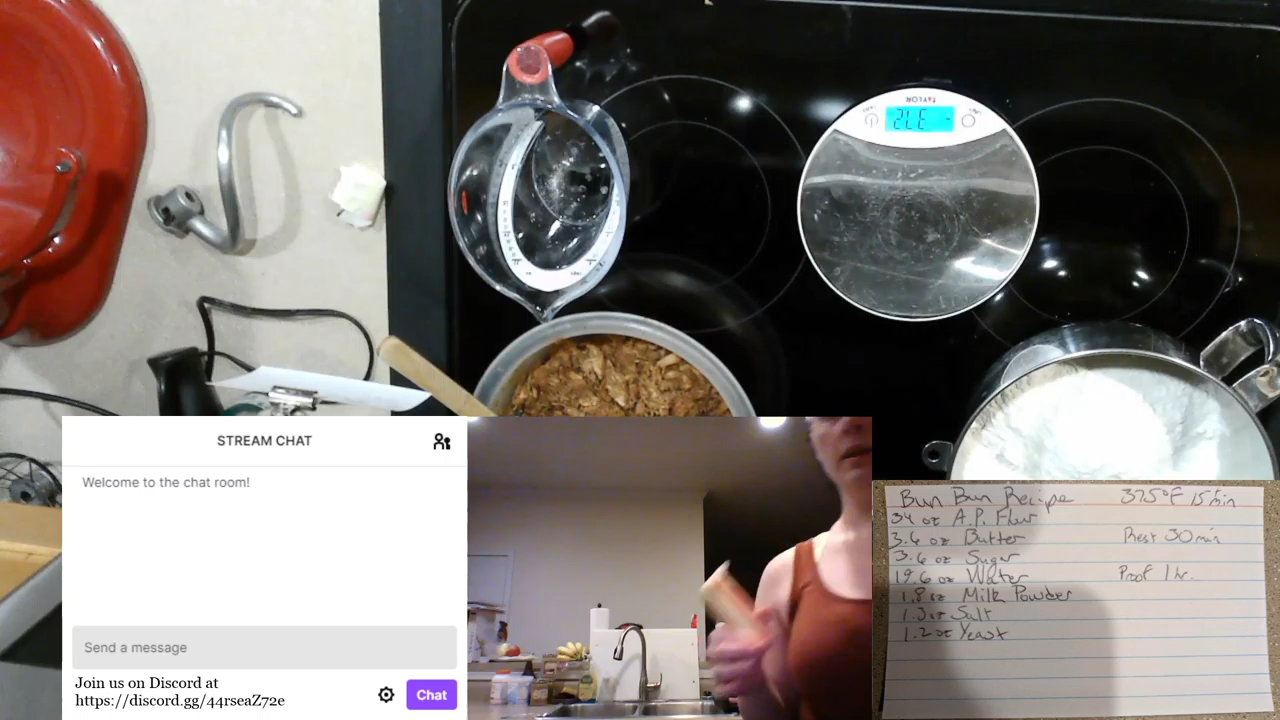 TAYLOR
STREAM CHAT
Welcome to the chat room!
Send a message
Join us on Discord at
https://discord.gg/44rseaZ72e
Chat
Bun Bun Recipe 375°F 15 min
34 oz A.P. Flour
3.6 oz Butter Rest 30 min
3.6 oz Sugar
19.6 oz Water Proof 1 hr.
1.8 oz Milk Powder
oz Salt
1.2 oz Yeast